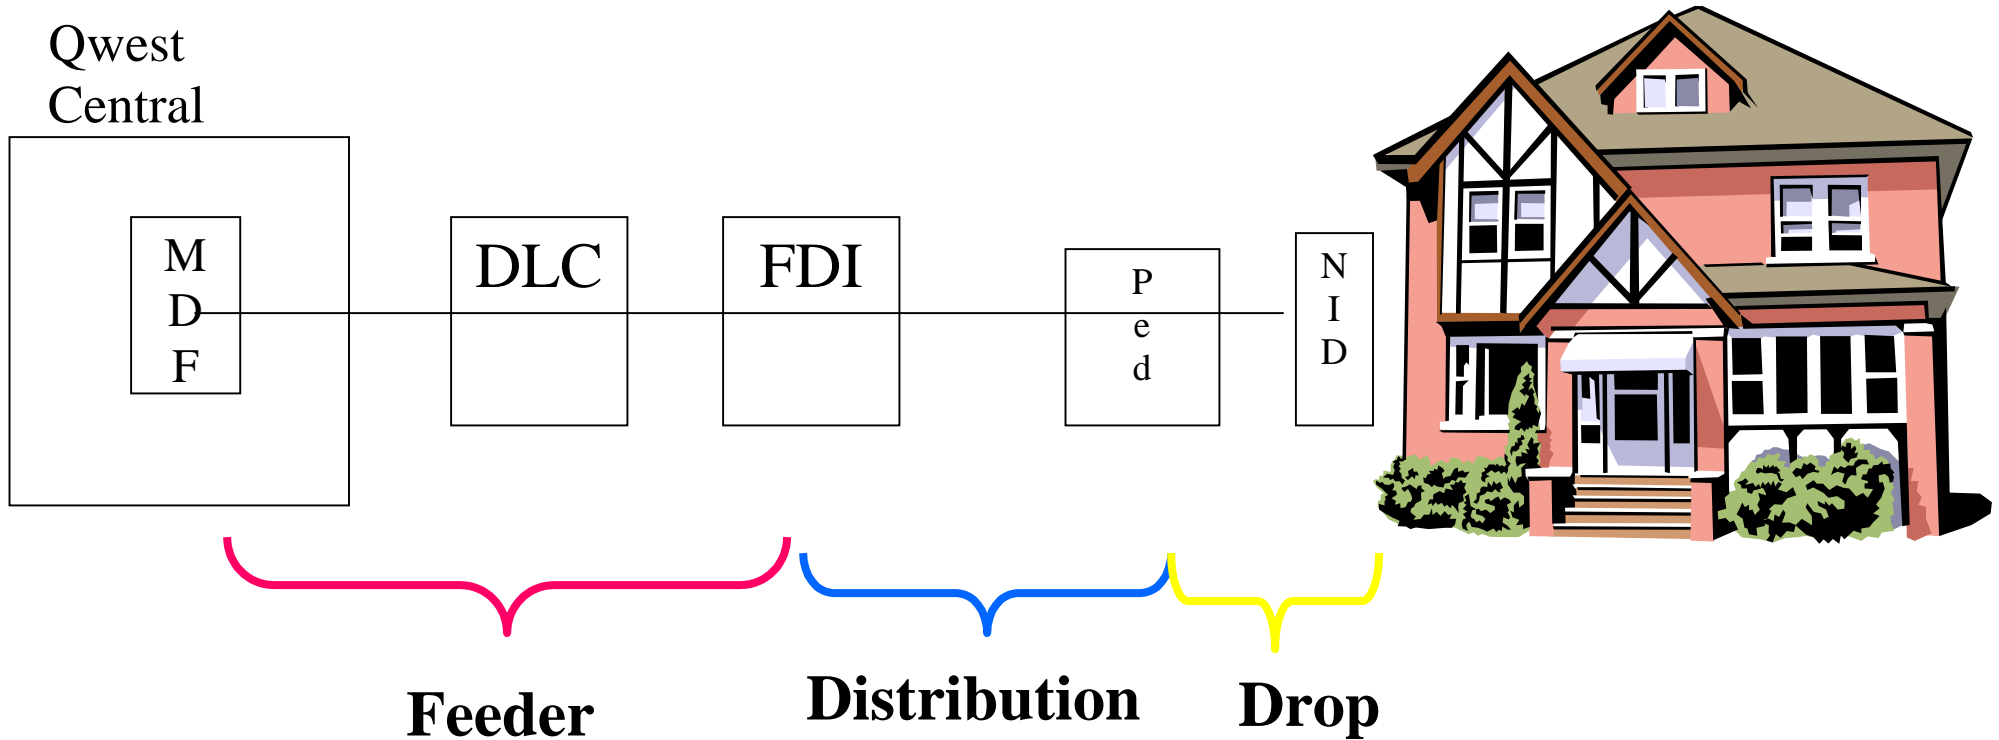 Qwest
Central
M
D
F
DLC
FDI
P
e
d
N
I
D
Feeder
Distribution
Drop